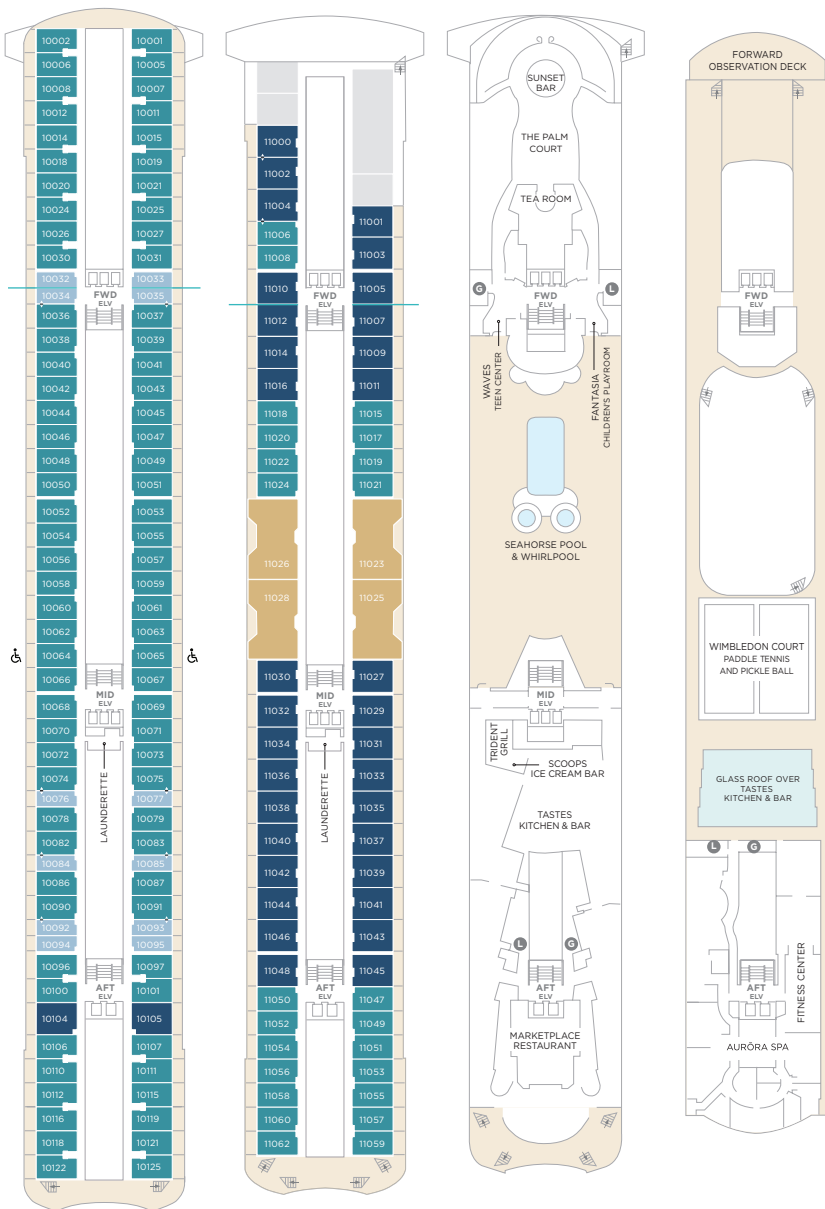 10002
10006
10008
10012
10014
10018
10020
10024
10026
10030
10032
10034
10036
10038
10040
10042
10044
10046
10048
10050
10052
10054
10056
10058
10060
10062
10064
10066
10068
10070
10072
10074
10076
10078
10082
10084
10086
10090
10092
10094
10096
10100
10104
10106
10110
10112
10116
10118
10122
FWD
ELV
MID
ELV
LAUNDERETTE
AFT
ELV
10001
10005
10007
10011
10015
10019
10021
10025
10027
10031
10033
10035
10037
10039
10041
10043
10045
10047
10049
10051
10053
10055
10057
10059
10061
10063
10065
10067
10069
10071
10073
10075
10077
10079
10083
10085
10087
10091
10093
10095
10097
10101
10105
10107
10111
10115
10119
10121
10125
11000
11002
11004
11006
11008
11010
11012
11014
11016
11018
11020
11022
11024
11026
11028
11030
11032
11034
11036
11038
11040
11042
11044
11046
11048
11050
11052
11054
11056
11058
11060
11062
FWD
ELV
MID
ELV
LAUNDERETTE
AFT
ELV
11001
11003
11005
11007
11009
11011
11015
11017
11019
11021
11023
11025
11027
11029
11031
11033
11035
11037
11039
11041
11043
11045
11047
11049
11051
11053
11055
11057
11059
SUNSET
BAR
THE PALM
COURT
TEA ROOM
G
FWD
ELV
L
WAVES
TEEN CENTER
FANTASIA
CHILDREN'S PLAYROOM
SEAHORSE POOL
& WHIRLPOOL
MID
ELV
TRIDENT
GRILL
SCOOPS
ICE CREAM BAR
TASTES
KITCHEN & BAR
L
G
AFT
ELV
MARKETPLACE
RESTAURANT
FORWARD
OBSERVATION DECK
FWD
ELV
WIMBLEDON COURT
PADDLE TENNIS
AND PICKLE BALL
GLASS ROOF OVER
TASTES
KITCHEN & BAR
L
G
FITNESS CENTER
AFT
ELV
AURŌRA SPA